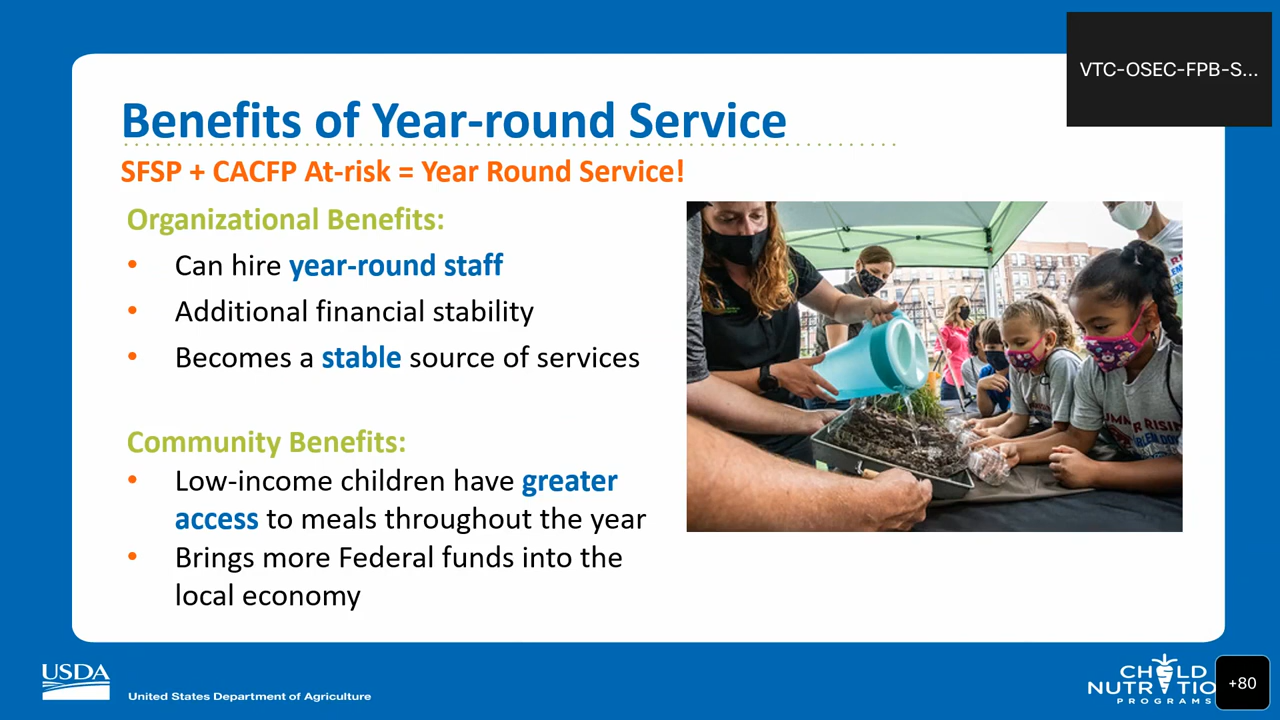 VTC-OSEC-FPB-S...
Benefits of Year-round Service
SFSP + CACFP At-risk = Year Round Service!
Organizational Benefits:
• Can hire year-round staff
• Additional financial stability
• Becomes a stable source of services
Community Benefits:
• Low-income children have greater
access to meals throughout the year
• Brings more Federal funds into the
local economy
USDA
United States Department of Agriculture
CHILD
NUTRITIO
PROGRAMS
+80